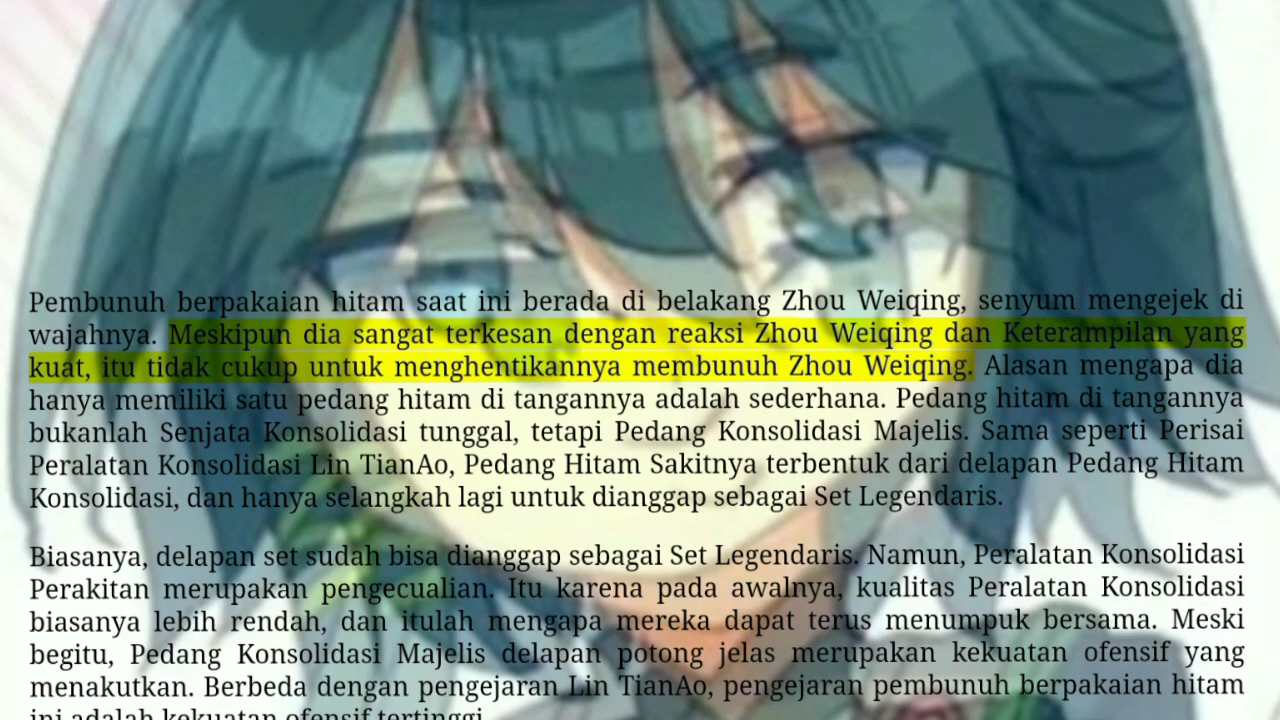 Pembunuh berpakaian hitam saat ini berada di belakang Zhou Weiqing, senyum mengejek di
wajahnya. Meskipun dia sangat terkesan dengan reaksi Zhou Weiqing dan Keterampilan yang
kuat, itu tidak cukup untuk menghentikannya membunuh Zhou Weiqing. Alasan mengapa dia
hanya memiliki satu pedang hitam di tangannya adalah sederhana. Pedang hitam di tangannya
bukanlah Senjata Konsolidasi tunggal, tetapi Pedang Konsolidasi Majelis. Sama seperti Perisai
Peralatan Konsolidasi Lin TianAo, Pedang Hitam Sakitnya terbentuk dari delapan Pedang Hitam
Konsolidasi, dan hanya selangkah lagi untuk dianggap sebagai Set Legendaris.
Biasanya, delapan set sudah bisa dianggap sebagai Set Legendaris. Namun, Peralatan Konsolidasi
Perakitan merupakan pengecualian. Itu karena pada awalnya, kualitas Peralatan Konsolidasi
biasanya lebih rendah, dan itulah mengapa mereka dapat terus menumpuk bersama. Meski
begitu, Pedang Konsolidasi Majelis delapan potong jelas merupakan kekuatan ofensif yang
menakutkan. Berbeda dengan pengejaran Lin TianAo, pengejaran pembunuh berpakaian hitam
ini adalah kekuatan ofensif tertinggi.